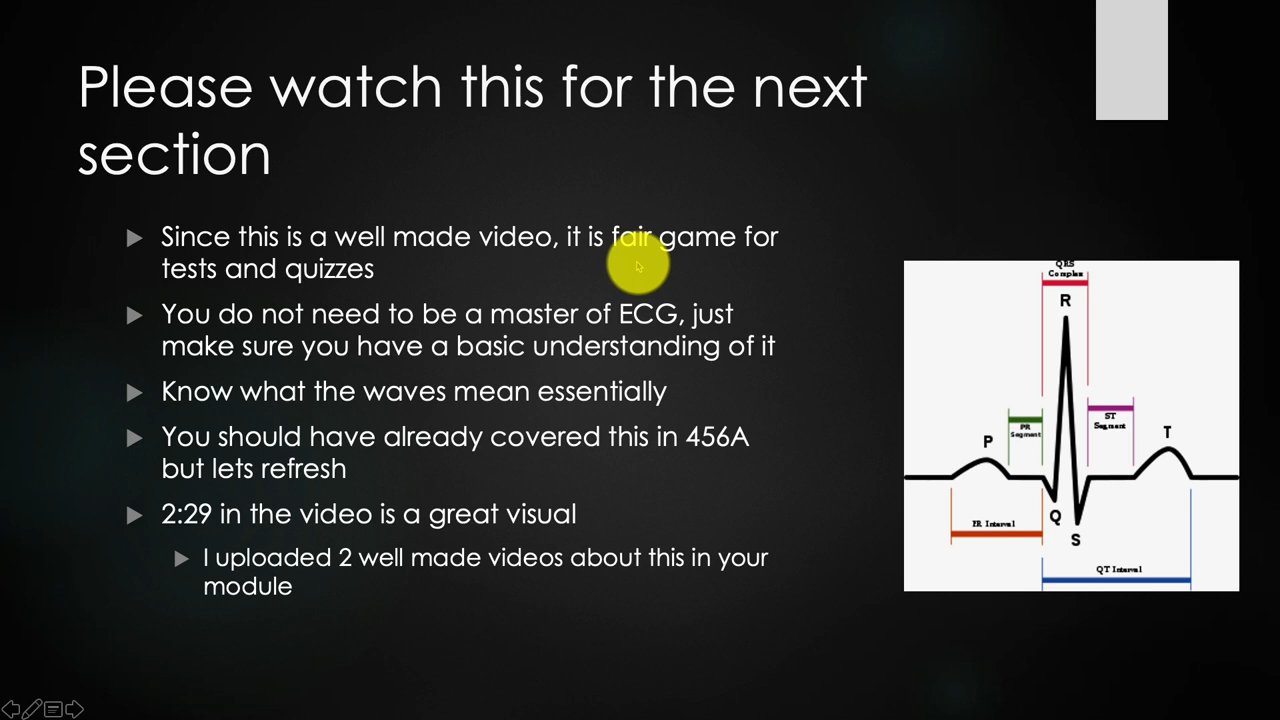 Please watch this for the next
section
Since this is a well made video, it is fair game for
tests and quizzes
You do not need to be a master of ECG, just
make sure you have a basic understanding of it
Know what the waves mean essentially
You should have already covered this in 456A
but lets refresh
2:29 in the video is a great visual
I uploaded 2 well made videos about this in your
module
QRS
Complex
R
PR
Segment
ST
Segment
P
T
Q
PR Interval
S
QT Interval